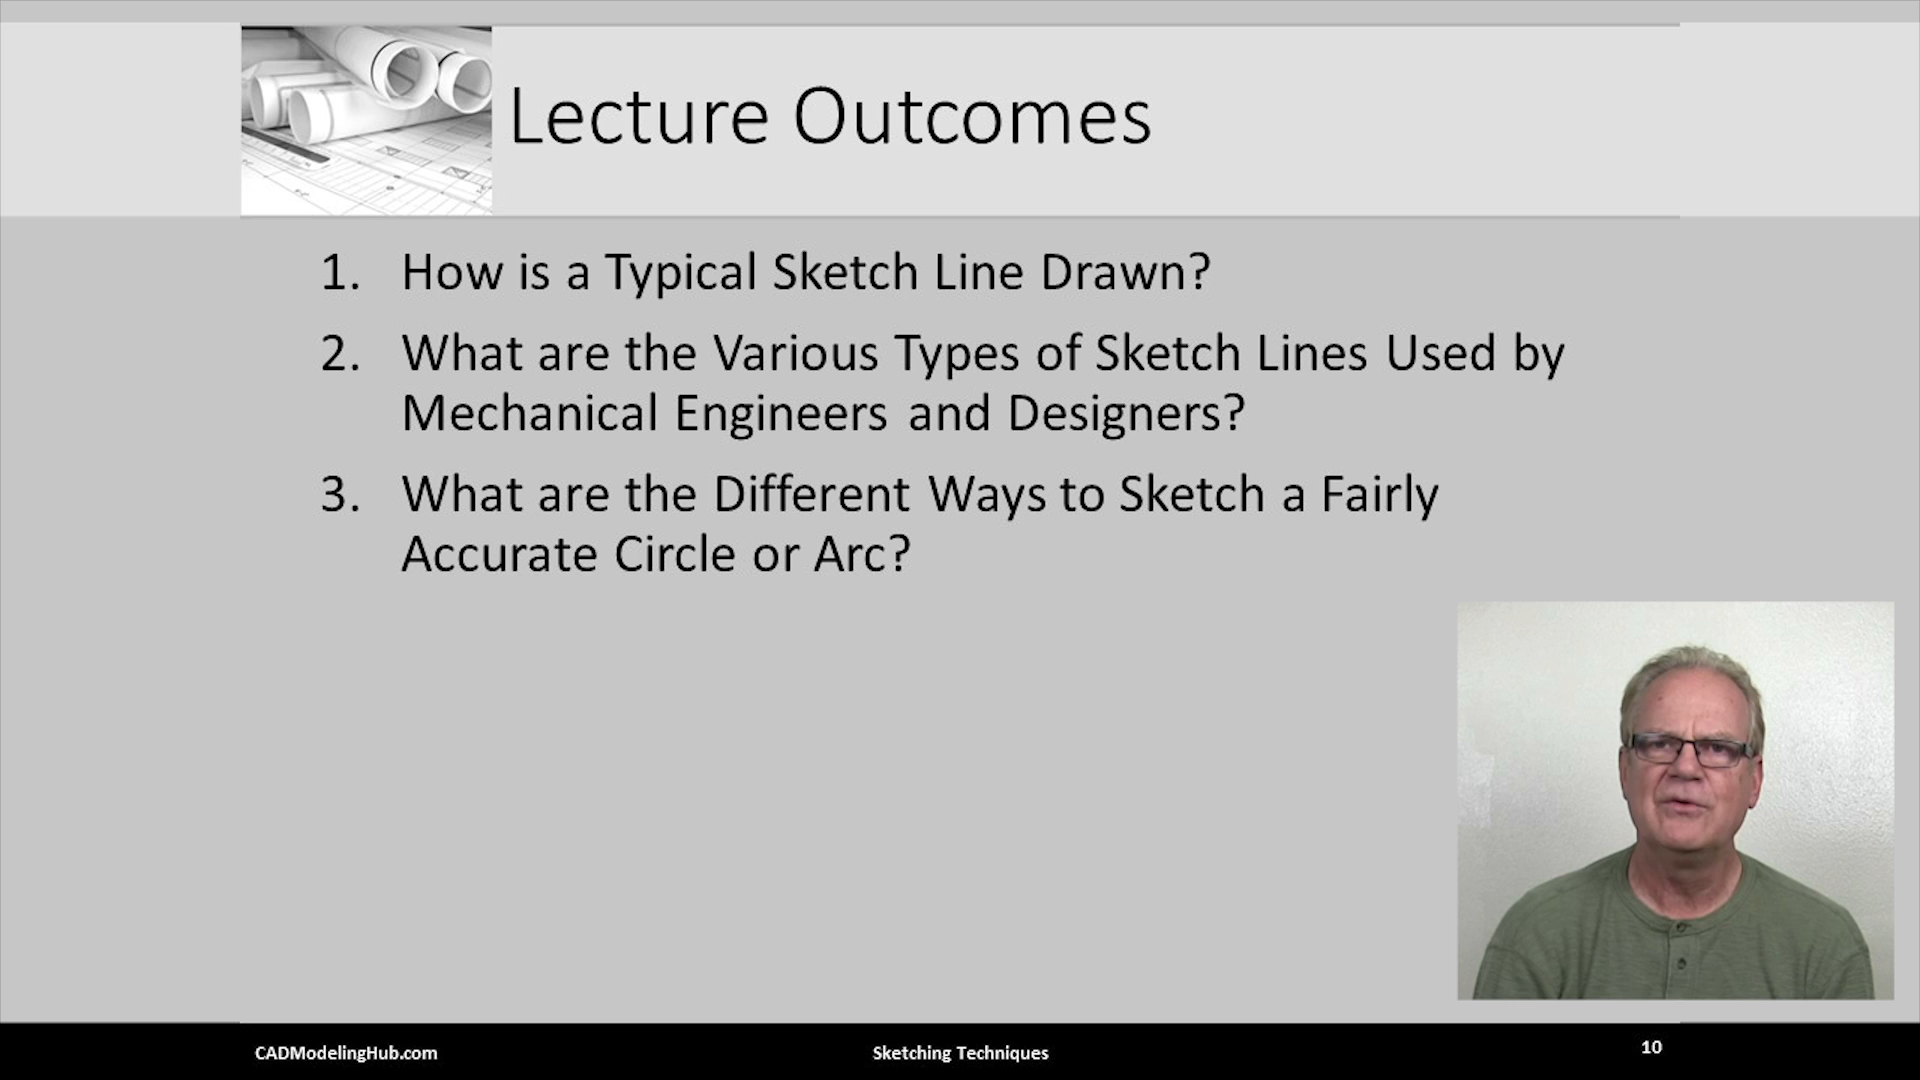 Lecture Outcomes
1. How is a Typical Sketch Line Drawn?
2. What are the Various Types of Sketch Lines Used by
Mechanical Engineers and Designers?
3. What are the Different Ways to Sketch a Fairly
Accurate Circle or Arc?
CADModelingHub.com
Sketching Techniques
10